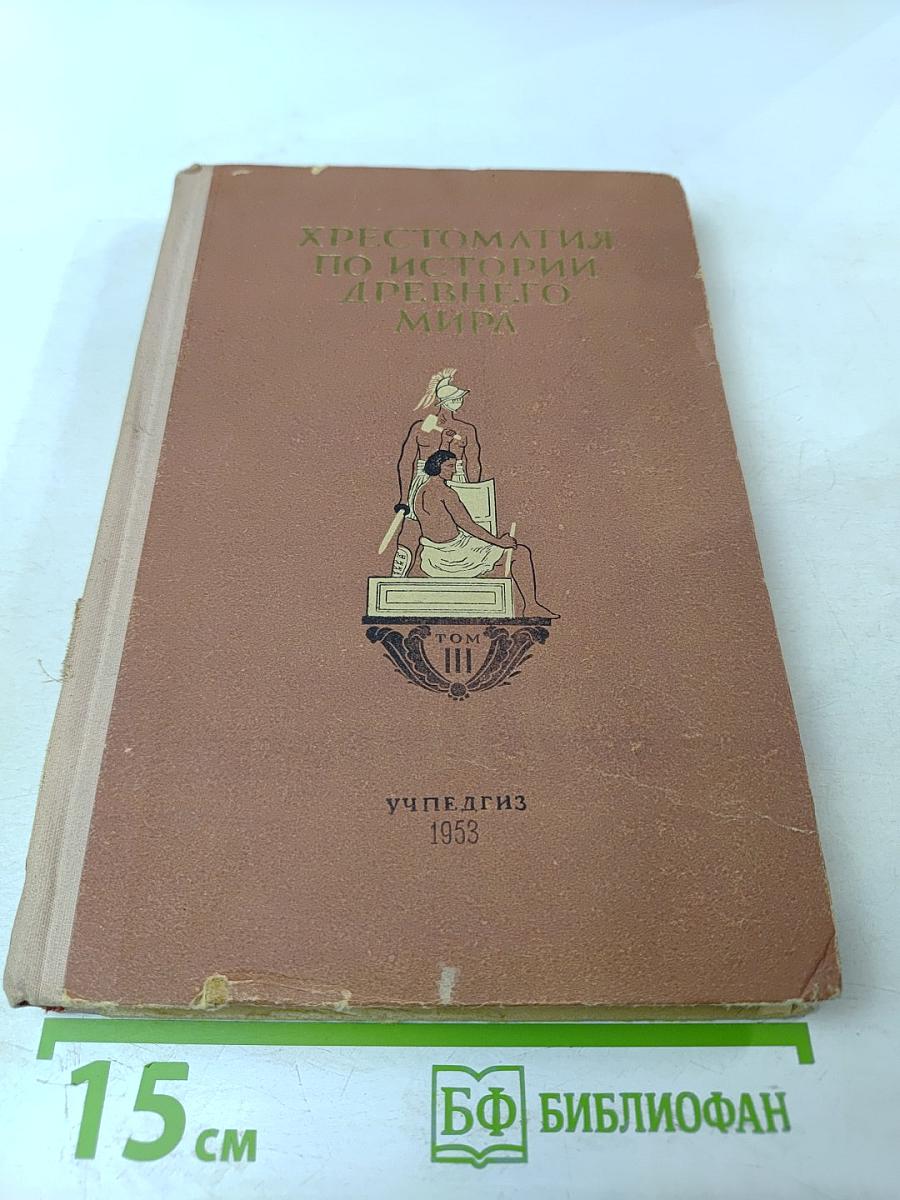 ХРЕСТОМАТИЯ
ПО ИСТОРИИ
ДРЕВНЕГО
МИРА
ТОМ
III
УЧПЕДГИЗ
1953
15 см
БФ БИБЛИОФАН